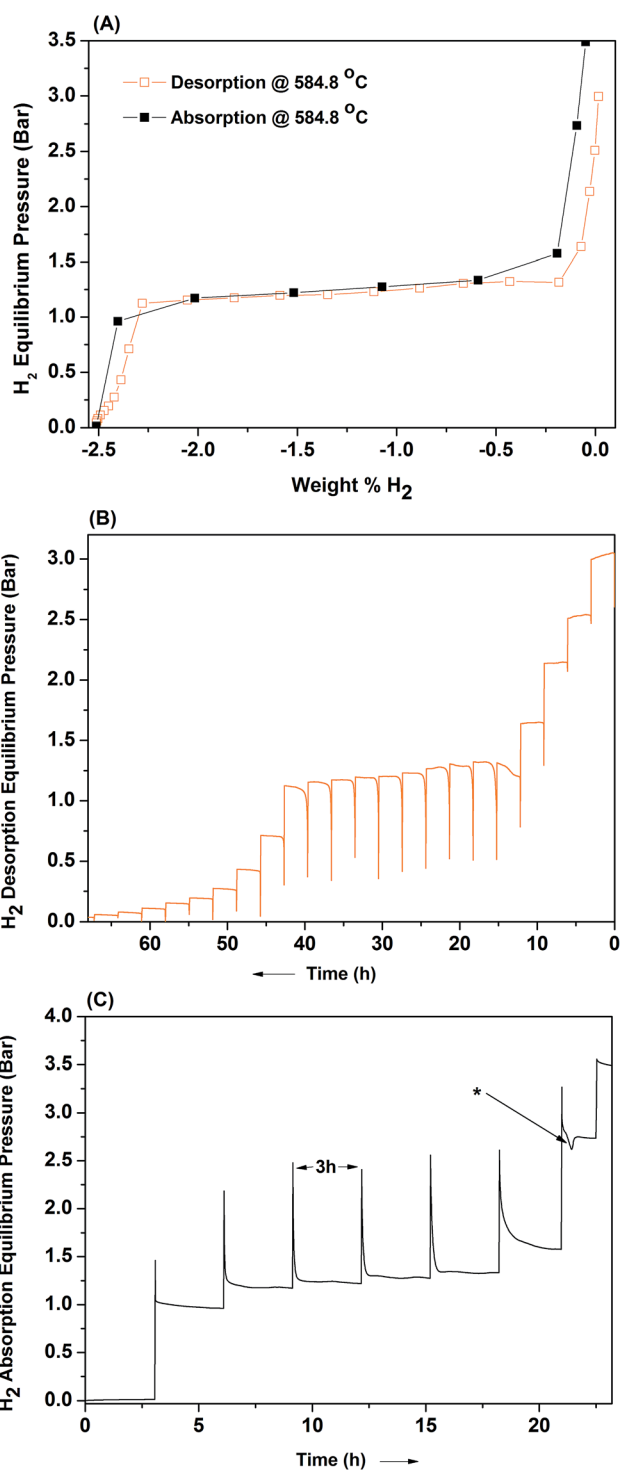 (A)
3.5
3.0
2.5
2.0
1.5
1.0
0.5
0.0
H2 Equilibrium Pressure (Bar)
Desorption @ 584.8 OC
Absorption @ 584.8 OC
-2.5 -2.0 -1.5 -1.0 -0.5 0.0
Weight % H2
(B)
3.0
2.5
2.0
1.5
1.0
0.5
0.0
H2 Desorption Equilibrium Pressure (Bar)
60 50 40 30 20 10 0
Time (h)
(C)
4.0
3.5
3.0
2.5
2.0
1.5
1.0
0.5
0.0
H2 Absorption Equilibrium Pressure (Bar)
*
3h
0 5 10 15 20
Time (h)